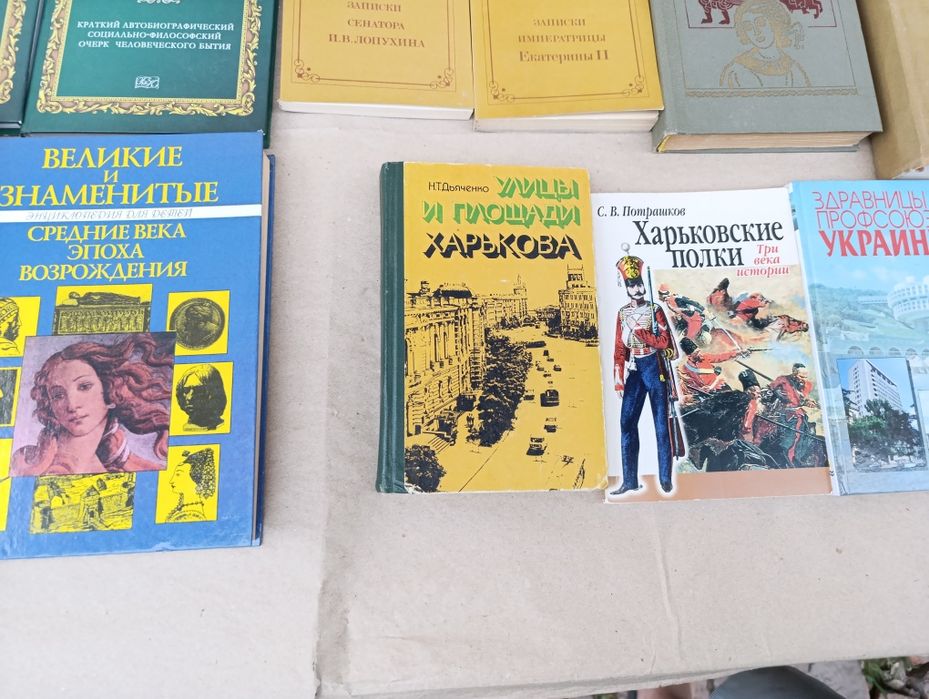 КРАТКИЙ АВТОБИОГРАФИЧЕСКИЙ
СОЦИАЛЬНО-ФИЛОСОФСКИЙ
ОЧЕРК ЧЕЛОВЕЧЕСКОГО БЫТИЯ
ЗАПИСКИ
СЕНАТОРА
И.В.ЛОПУХИНА
ЗАПИСКИ
ИМПЕРАТРИЦЫ
Екатерины II
ВЕЛИКИЕ
И
ЗНАМЕНИТЫЕ
ЭНЦИКЛОПЕДИЯ ДЛЯ ДЕТЕЙ
СРЕДНИЕ ВЕКА
ЭПОХА
ВОЗРОЖДЕНИЯ
Н.Т.Дьяченко
УЛИЦЫ
И ПЛОЩАДИ
ХАРЬКОВА
С. В. Потрашков
Харьковские
полки
Три
века
истории
ЗДРАВНИЦЫ
ПРОФСОЮЗ
УКРАИН